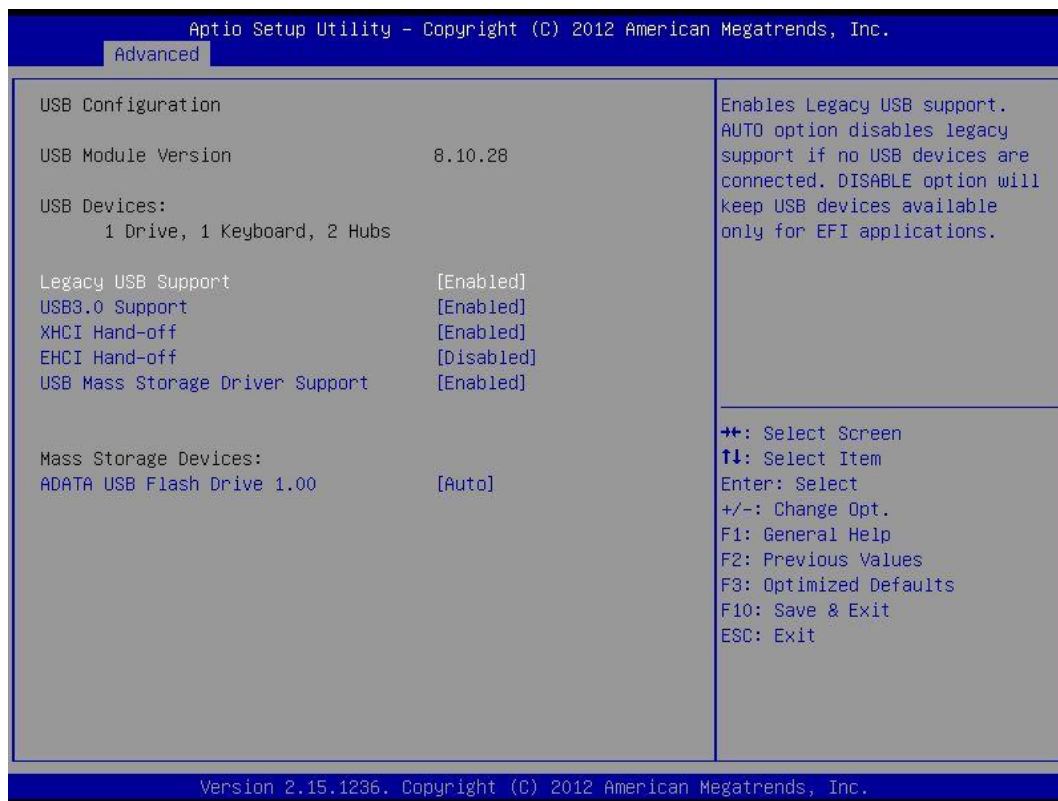 Aptio Setup Utility – Copyright (C) 2012 American Megatrends, Inc.
Advanced
USB Configuration
USB Module Version 8.10.28
USB Devices:
1 Drive, 1 Keyboard, 2 Hubs
Legacy USB Support [Enabled]
USB3.0 Support [Enabled]
XHCI Hand-off [Enabled]
EHCI Hand-off [Disabled]
USB Mass Storage Driver Support [Enabled]
Mass Storage Devices:
ADATA USB Flash Drive 1.00 [Auto]
Enables Legacy USB support.
AUTO option disables legacy
support if no USB devices are
connected. DISABLE option will
keep USB devices available
only for EFI applications.
→←: Select Screen
↑↓: Select Item
Enter: Select
+/-: Change Opt.
F1: General Help
F2: Previous Values
F3: Optimized Defaults
F10: Save & Exit
ESC: Exit
Version 2.15.1236. Copyright (C) 2012 American Megatrends, Inc.